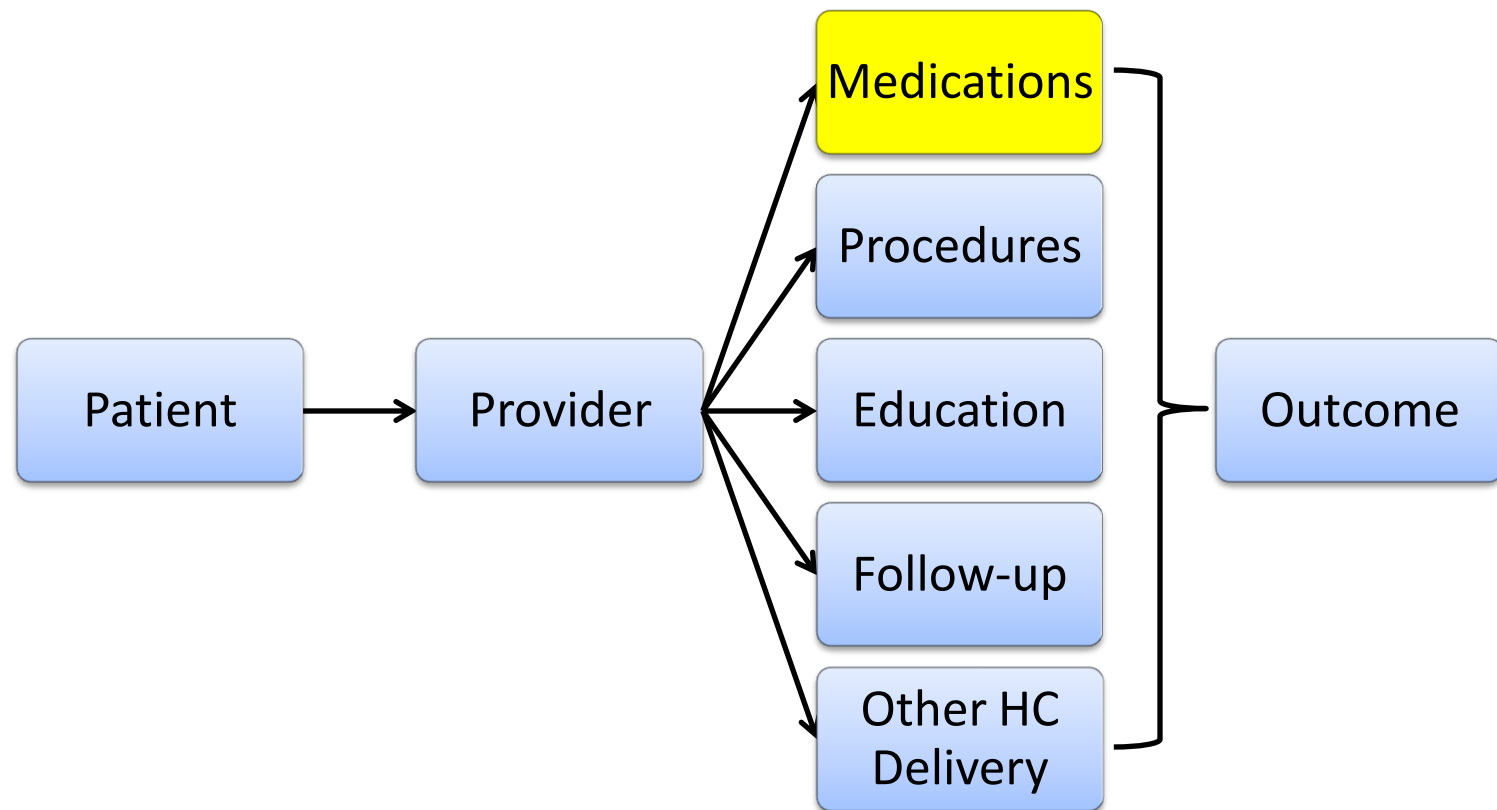 Patient
Provider
Medications
Procedures
Education
Follow-up
Other HC
Delivery
Outcome